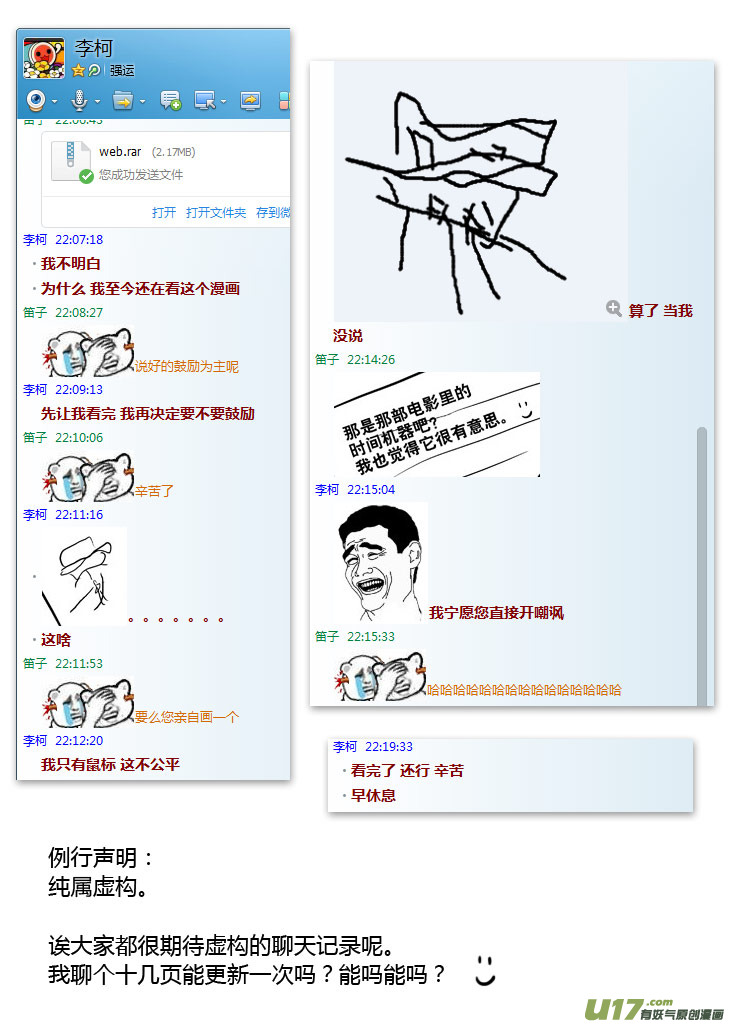 李柯
强运
笛子 22:06:43
web.rar (2.17MB)
您成功发送文件
打开 打开文件夹 存到微
李柯 22:07:18
·我不明白
·为什么 我至今还在看这个漫画
笛子 22:08:27
说好的鼓励为主呢
李柯 22:09:13
先让我看完 我再决定要不要鼓励
笛子 22:10:06
辛苦了
李柯 22:11:16
。。。。。。。
·这啥
笛子 22:11:53
要么您亲自画一个
李柯 22:12:20
我只有鼠标 这不公平
算了 当我
没说
笛子 22:14:26
那是那部电影里的
时间机器吧?
我也觉得它很有意思。
李柯 22:15:04
我宁愿您直接开嘲讽
笛子 22:15:33
哈哈哈哈哈哈哈哈哈哈哈哈哈哈哈
李柯 22:19:33
·看完了 还行 辛苦
·早休息
例行声明：
纯属虚构。
诶大家都很期待虚构的聊天记录呢。
我聊个十几页能更新一次吗？能吗能吗？
U17.com
有妖气原创漫画